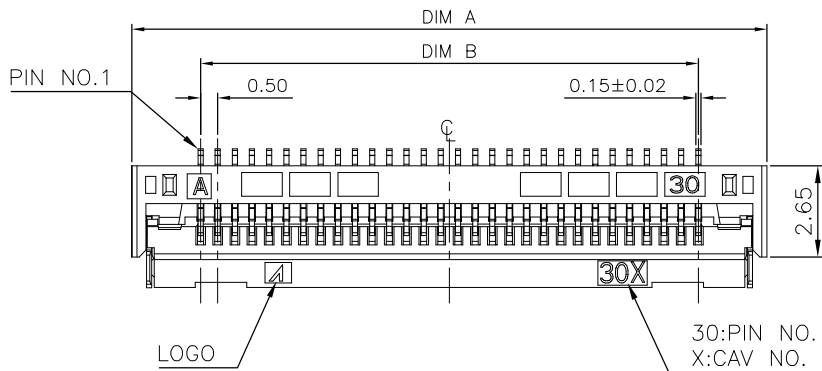 DIM A
DIM B
PIN NO.1
0.50
0.15±0.02
℄
A
30
2.65
30X
LOGO
30:PIN NO.
X:CAV NO.